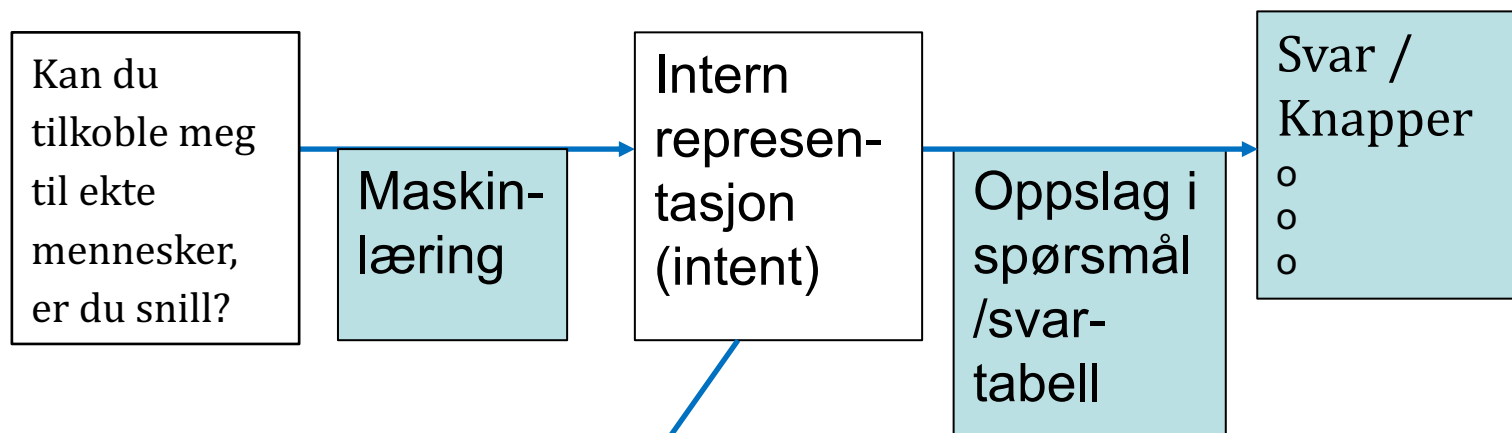 Kan du
tilkoble meg
til ekte
mennesker,
er du snill?
Maskin-
læring
Intern
represen-
tasjon
(intent)
Oppslag i
spørsmål
/svar-
tabell
Svar /
Knapper
o
o
o